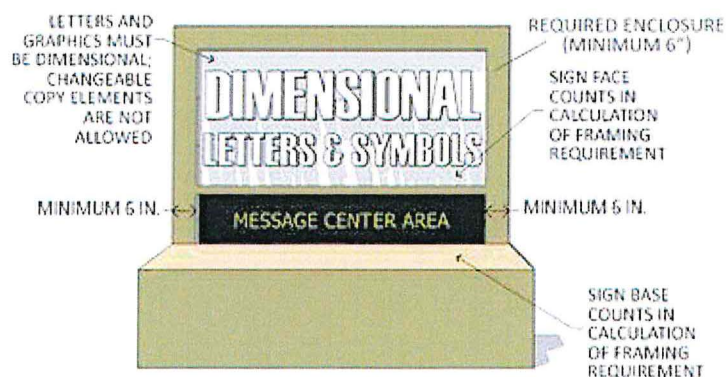 LETTERS AND
GRAPHICS MUST
BE DIMENSIONAL;
CHANGEABLE
COPY ELEMENTS
ARE NOT
ALLOWED
REQUIRED ENCLOSURE
(MINIMUM 6")
SIGN FACE
COUNTS IN
CALCULATION
OF FRAMING
REQUIREMENT
DIMENSIONAL
LETTERS & SYMBOLS
MINIMUM 6 IN.
MESSAGE CENTER AREA
MINIMUM 6 IN.
SIGN BASE
COUNTS IN
CALCULATION
OF FRAMING
REQUIREMENT